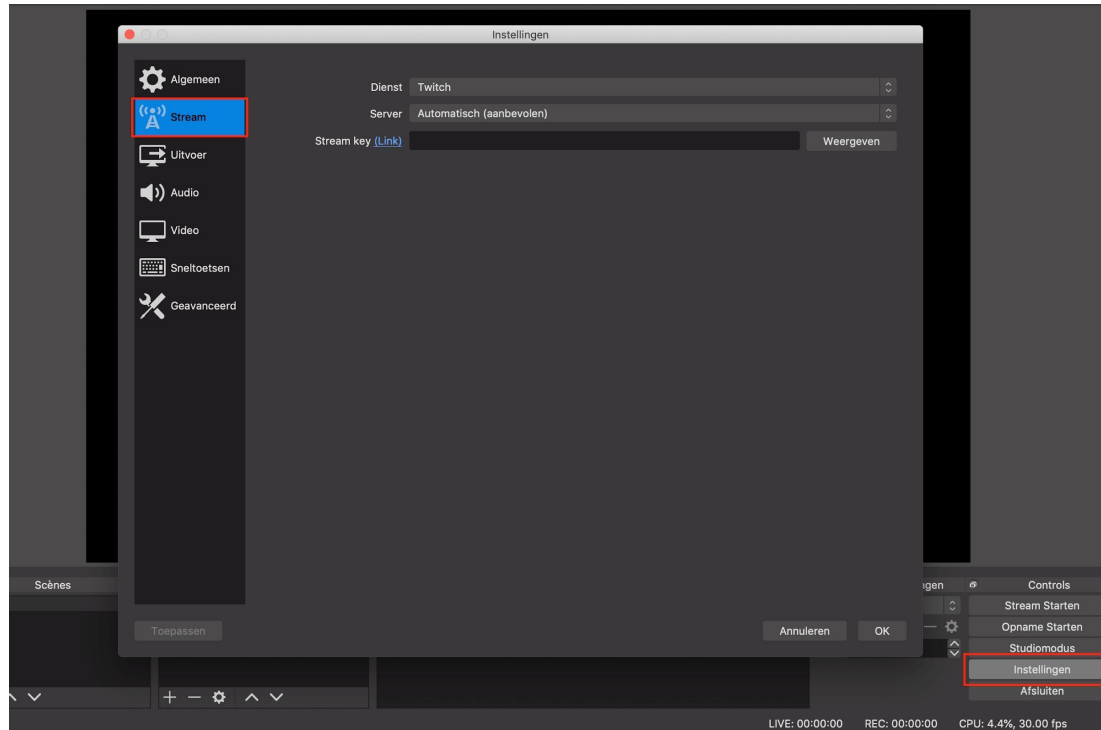 Instellingen
Algemeen
Stream
Uitvoer
Audio
Video
Sneltoetsen
Geavanceerd
Dienst Twitch
Server Automatisch (aanbevolen)
Stream key (Link) Weergeven
Toepassen Annuleren OK
Scènes
Controls
Stream Starten
Opname Starten
Studiomodus
Instellingen
Afsluiten
LIVE: 00:00:00 REC: 00:00:00 CPU: 4.4%, 30.00 fps